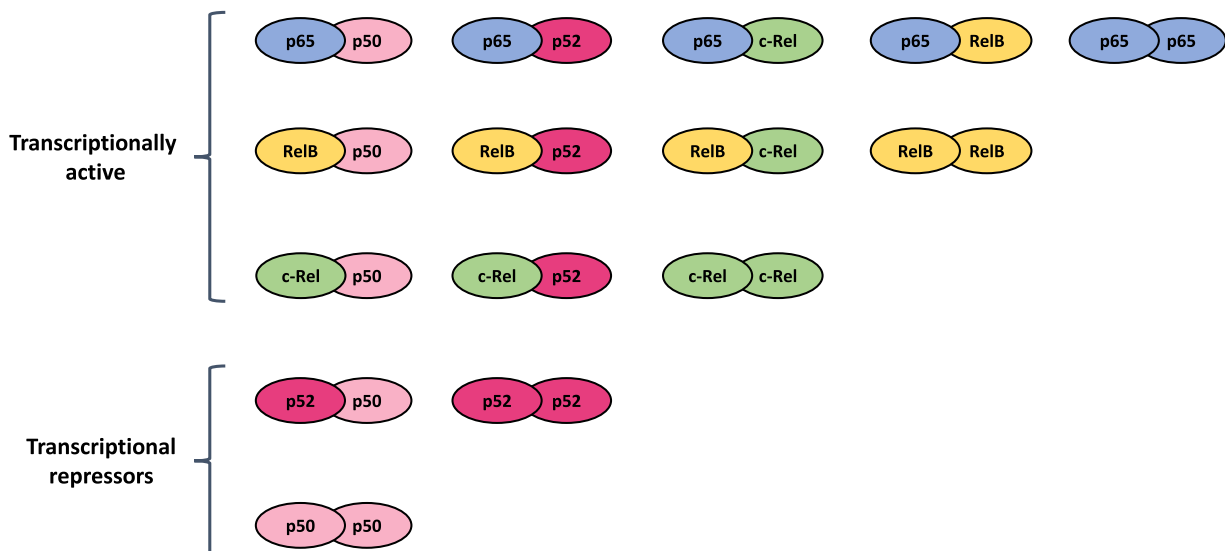 p65 p50 p65 p52 p65 c-Rel p65 RelB p65 p65
Transcriptionally
active
RelB p50 RelB p52 RelB c-Rel RelB RelB
c-Rel p50 c-Rel p52 c-Rel c-Rel
p52 p50 p52 p52
Transcriptional
repressors
p50 p50